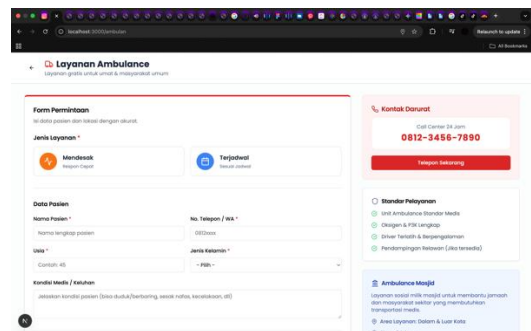 Relaunch to update
localhost:3000/ambulan
All Bookmarks
Layanan Ambulance
Layanan gratis untuk umat & masyarakat umum
Form Permintaan
Isi data pasien dan lokasi dengan akurat.
Jenis Layanan *
Mendesak
Respon Cepat
Terjadwal
Sesuai Jadwal
Data Pasien
Nama Pasien *
No. Telepon / WA *
Nama lengkap pasien
0812xxxx
Usia *
Jenis Kelamin *
Contoh: 45
- Pilih -
Kondisi Medis / Keluhan
Jelaskan kondisi pasien (bisa duduk/berbaring, sesak nafas, kecelakaan, dll)
N
Kontak Darurat
Call Center 24 Jam
0812-3456-7890
Telepon Sekarang
Standar Pelayanan
Unit Ambulance Standar Medis
Oksigen & P3K Lengkap
Driver Terlatih & Berpengalaman
Pendampingan Relawan (Jika tersedia)
Ambulance Masjid
Layanan sosial milik masjid untuk membantu jamaah
dan masyarakat sekitar yang membutuhkan
transportasi medis.
Area Layanan: Dalam & Luar Kota